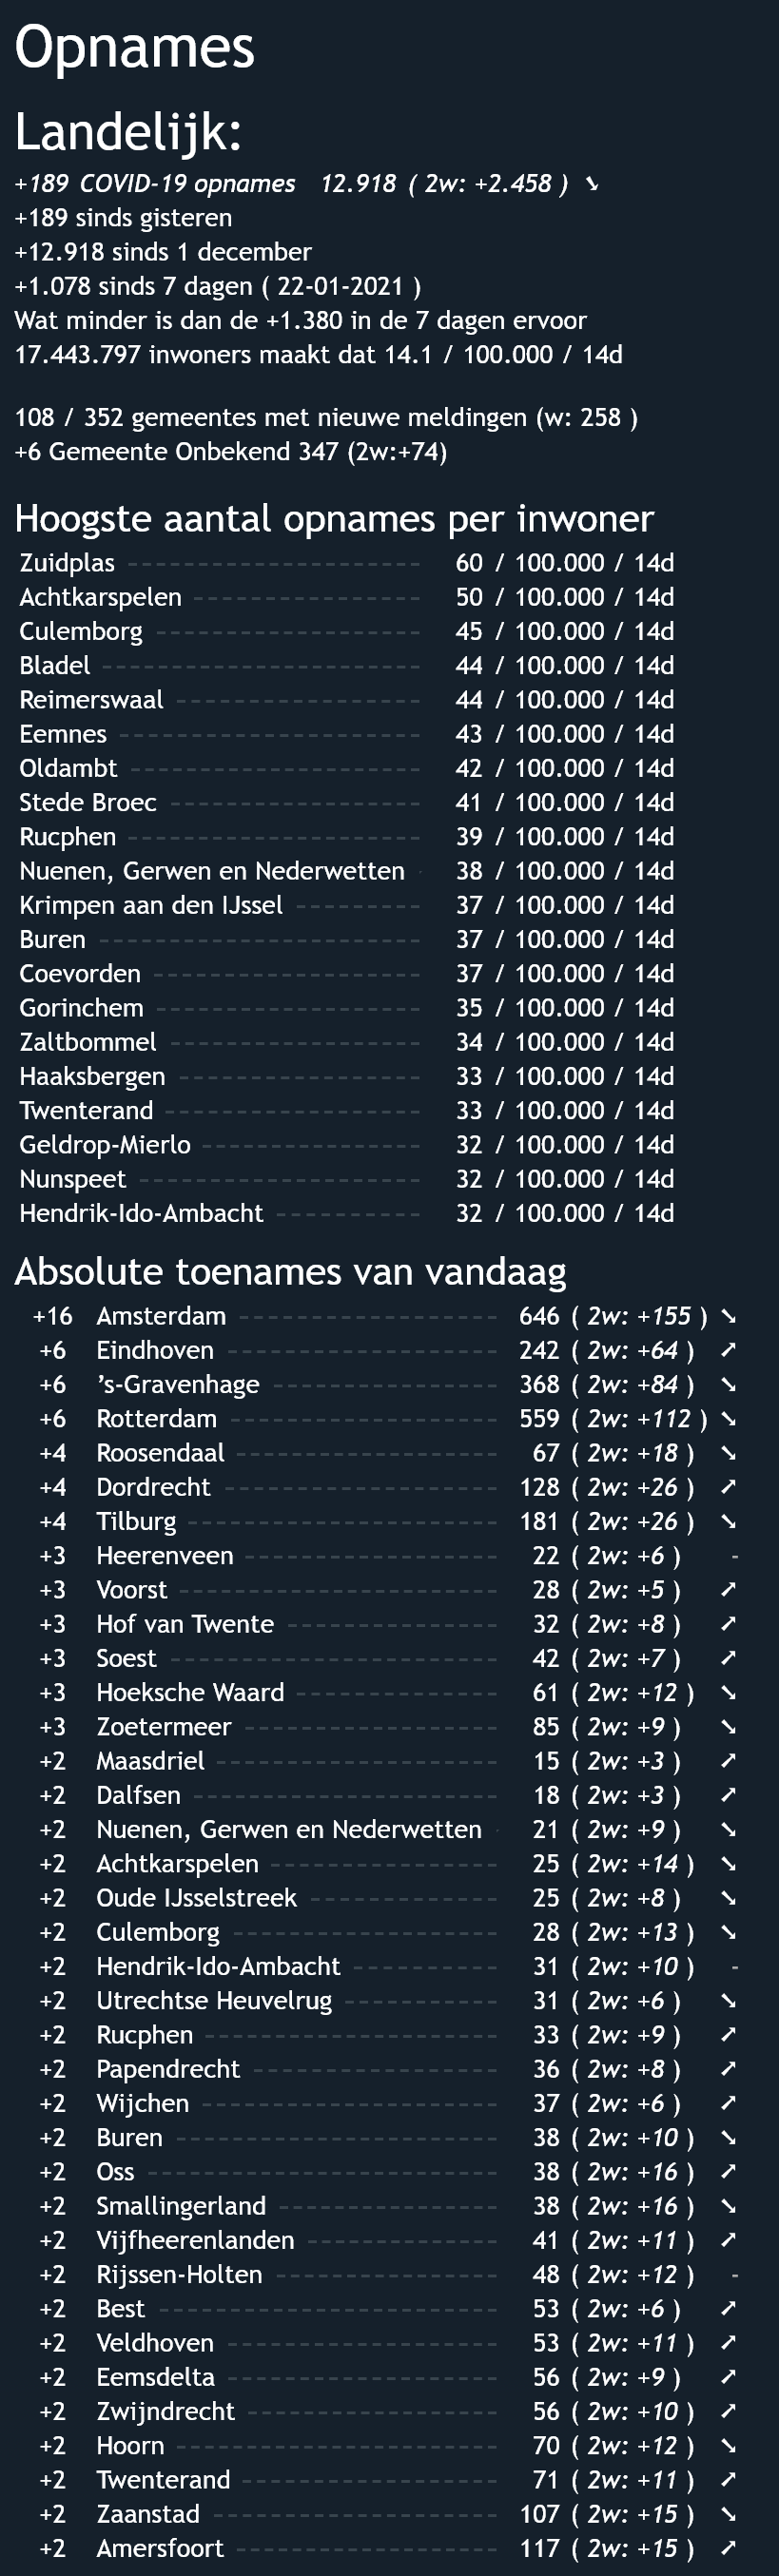 Opnames
Landelijk:
+189 COVID-19 opnames 12.918 ( 2w: +2.458 ) ↘
+189 sinds gisteren
+12.918 sinds 1 december
+1.078 sinds 7 dagen ( 22-01-2021 )
Wat minder is dan de +1.380 in de 7 dagen ervoor
17.443.797 inwoners maakt dat 14.1 / 100.000 / 14d
108 / 352 gemeentes met nieuwe meldingen (w: 258 )
+6 Gemeente Onbekend 347 (2w:+74)
Hoogste aantal opnames per inwoner
Zuidplas 60 / 100.000 / 14d
Achtkarspelen 50 / 100.000 / 14d
Culemborg 45 / 100.000 / 14d
Bladel 44 / 100.000 / 14d
Reimerswaal 44 / 100.000 / 14d
Eemnes 43 / 100.000 / 14d
Oldambt 42 / 100.000 / 14d
Stede Broec 41 / 100.000 / 14d
Rucphen 39 / 100.000 / 14d
Nuenen, Gerwen en Nederwetten 38 / 100.000 / 14d
Krimpen aan den IJssel 37 / 100.000 / 14d
Buren 37 / 100.000 / 14d
Coevorden 37 / 100.000 / 14d
Gorinchem 35 / 100.000 / 14d
Zaltbommel 34 / 100.000 / 14d
Haaksbergen 33 / 100.000 / 14d
Twenterand 33 / 100.000 / 14d
Geldrop-Mierlo 32 / 100.000 / 14d
Nunspeet 32 / 100.000 / 14d
Hendrik-Ido-Ambacht 32 / 100.000 / 14d
Absolute toenames van vandaag
+16 Amsterdam 646 ( 2w: +155 ) ↘
+6 Eindhoven 242 ( 2w: +64 ) ↗
+6 's-Gravenhage 368 ( 2w: +84 ) ↘
+6 Rotterdam 559 ( 2w: +112 ) ↘
+4 Roosendaal 67 ( 2w: +18 ) ↘
+4 Dordrecht 128 ( 2w: +26 ) ↗
+4 Tilburg 181 ( 2w: +26 ) ↘
+3 Heerenveen 22 ( 2w: +6 ) -
+3 Voorst 28 ( 2w: +5 ) ↗
+3 Hof van Twente 32 ( 2w: +8 ) ↗
+3 Soest 42 ( 2w: +7 ) ↗
+3 Hoeksche Waard 61 ( 2w: +12 ) ↘
+3 Zoetermeer 85 ( 2w: +9 ) ↘
+2 Maasdriel 15 ( 2w: +3 ) ↗
+2 Dalfsen 18 ( 2w: +3 ) ↗
+2 Nuenen, Gerwen en Nederwetten 21 ( 2w: +9 ) ↘
+2 Achtkarspelen 25 ( 2w: +14 ) ↘
+2 Oude IJsselstreek 25 ( 2w: +8 ) ↘
+2 Culemborg 28 ( 2w: +13 ) ↘
+2 Hendrik-Ido-Ambacht 31 ( 2w: +10 ) -
+2 Utrechtse Heuvelrug 31 ( 2w: +6 ) ↘
+2 Rucphen 33 ( 2w: +9 ) ↗
+2 Papendrecht 36 ( 2w: +8 ) ↗
+2 Wijchen 37 ( 2w: +6 ) ↗
+2 Buren 38 ( 2w: +10 ) ↘
+2 Oss 38 ( 2w: +16 ) ↗
+2 Smallingerland 38 ( 2w: +16 ) ↘
+2 Vijfheerenlanden 41 ( 2w: +11 ) ↗
+2 Rijssen-Holten 48 ( 2w: +12 ) -
+2 Best 53 ( 2w: +6 ) ↗
+2 Veldhoven 53 ( 2w: +11 ) ↗
+2 Eemsdelta 56 ( 2w: +9 ) ↗
+2 Zwijndrecht 56 ( 2w: +10 ) ↗
+2 Hoorn 70 ( 2w: +12 ) ↘
+2 Twenterand 71 ( 2w: +11 ) ↗
+2 Zaanstad 107 ( 2w: +15 ) ↘
+2 Amersfoort 117 ( 2w: +15 ) ↗